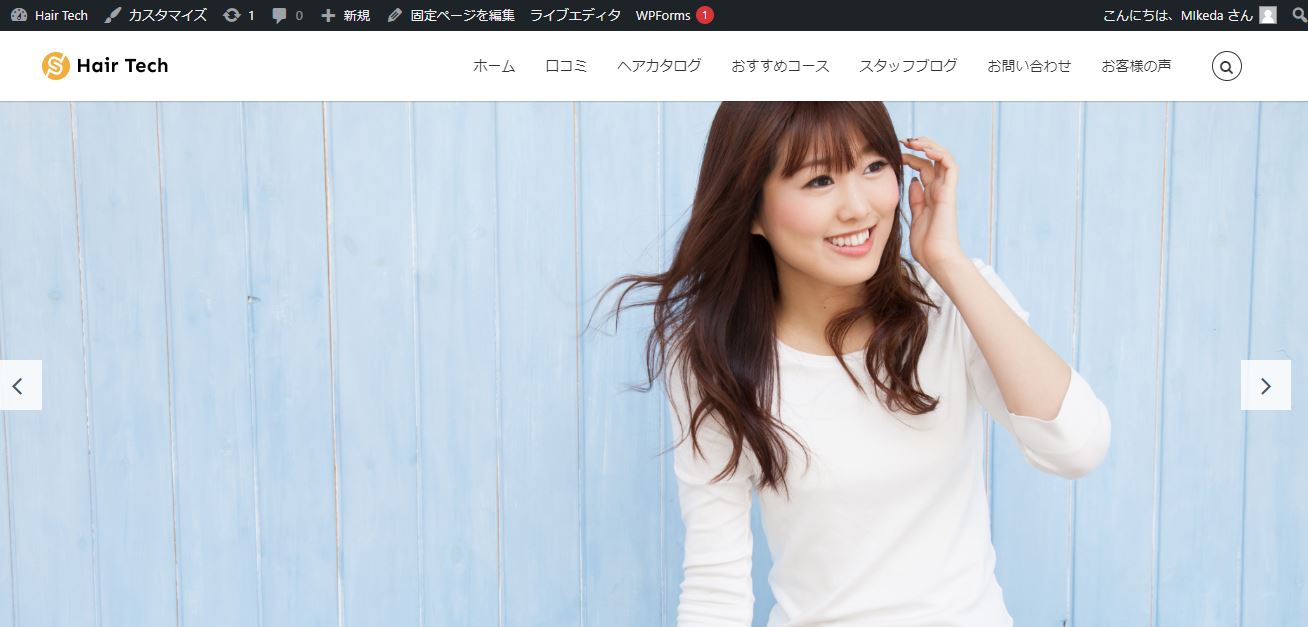 Hair Tech カスタマイズ 1 0 新規 固定ページを編集 ライブエディタ WPForms 1 こんにちは、MIkeda さん
Hair Tech ホーム 口コミ ヘアカタログ おすすめコース スタッフブログ お問い合わせ お客様の声